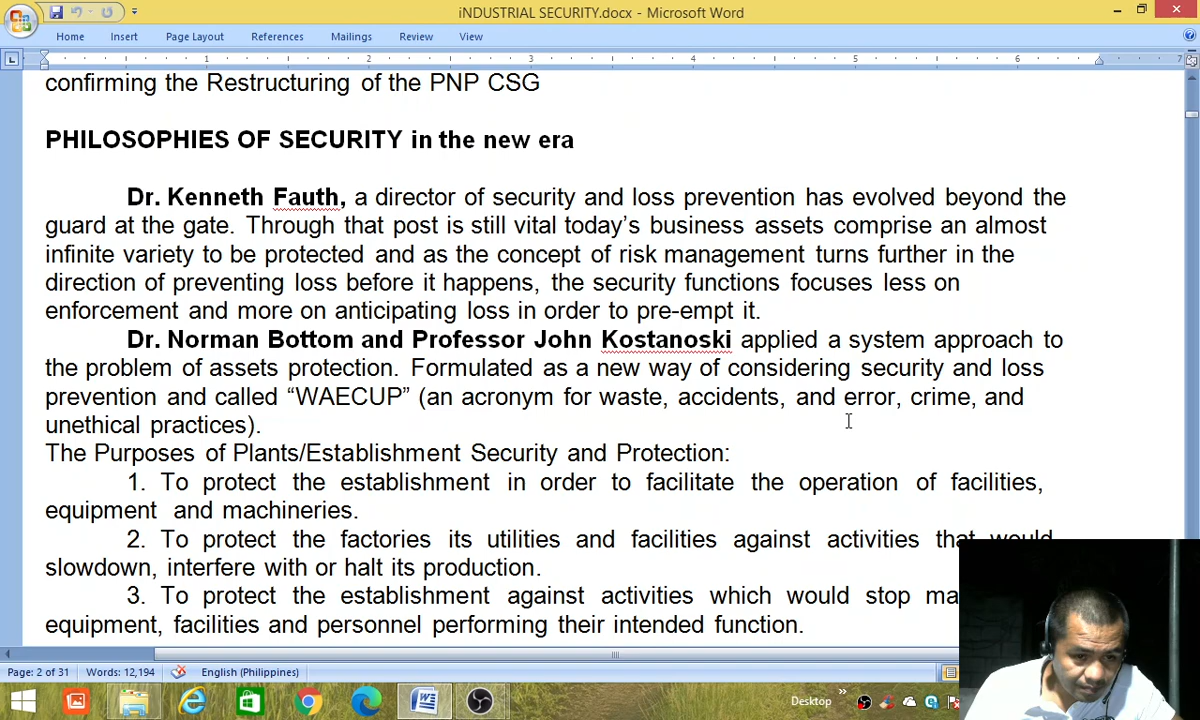 iNDUSTRIAL SECURITY.docx - Microsoft Word
Home Insert Page Layout References Mailings Review View
1 2 3 4 5 6 7
confirming the Restructuring of the PNP CSG
PHILOSOPHIES OF SECURITY in the new era
Dr. Kenneth Fauth, a director of security and loss prevention has evolved beyond the
guard at the gate. Through that post is still vital today's business assets comprise an almost
infinite variety to be protected and as the concept of risk management turns further in the
direction of preventing loss before it happens, the security functions focuses less on
enforcement and more on anticipating loss in order to pre-empt it.
Dr. Norman Bottom and Professor John Kostanoski applied a system approach to
the problem of assets protection. Formulated as a new way of considering security and loss
prevention and called “WAECUP” (an acronym for waste, accidents, and error, crime, and
unethical practices).
The Purposes of Plants/Establishment Security and Protection:
1. To protect the establishment in order to facilitate the operation of facilities,
equipment and machineries.
2. To protect the factories its utilities and facilities against activities that would
slowdown, interfere with or halt its production.
3. To protect the establishment against activities which would stop
equipment, facilities and personnel performing their intended function.
Page: 2 of 31 Words: 12,194 English (Philippines)
Desktop